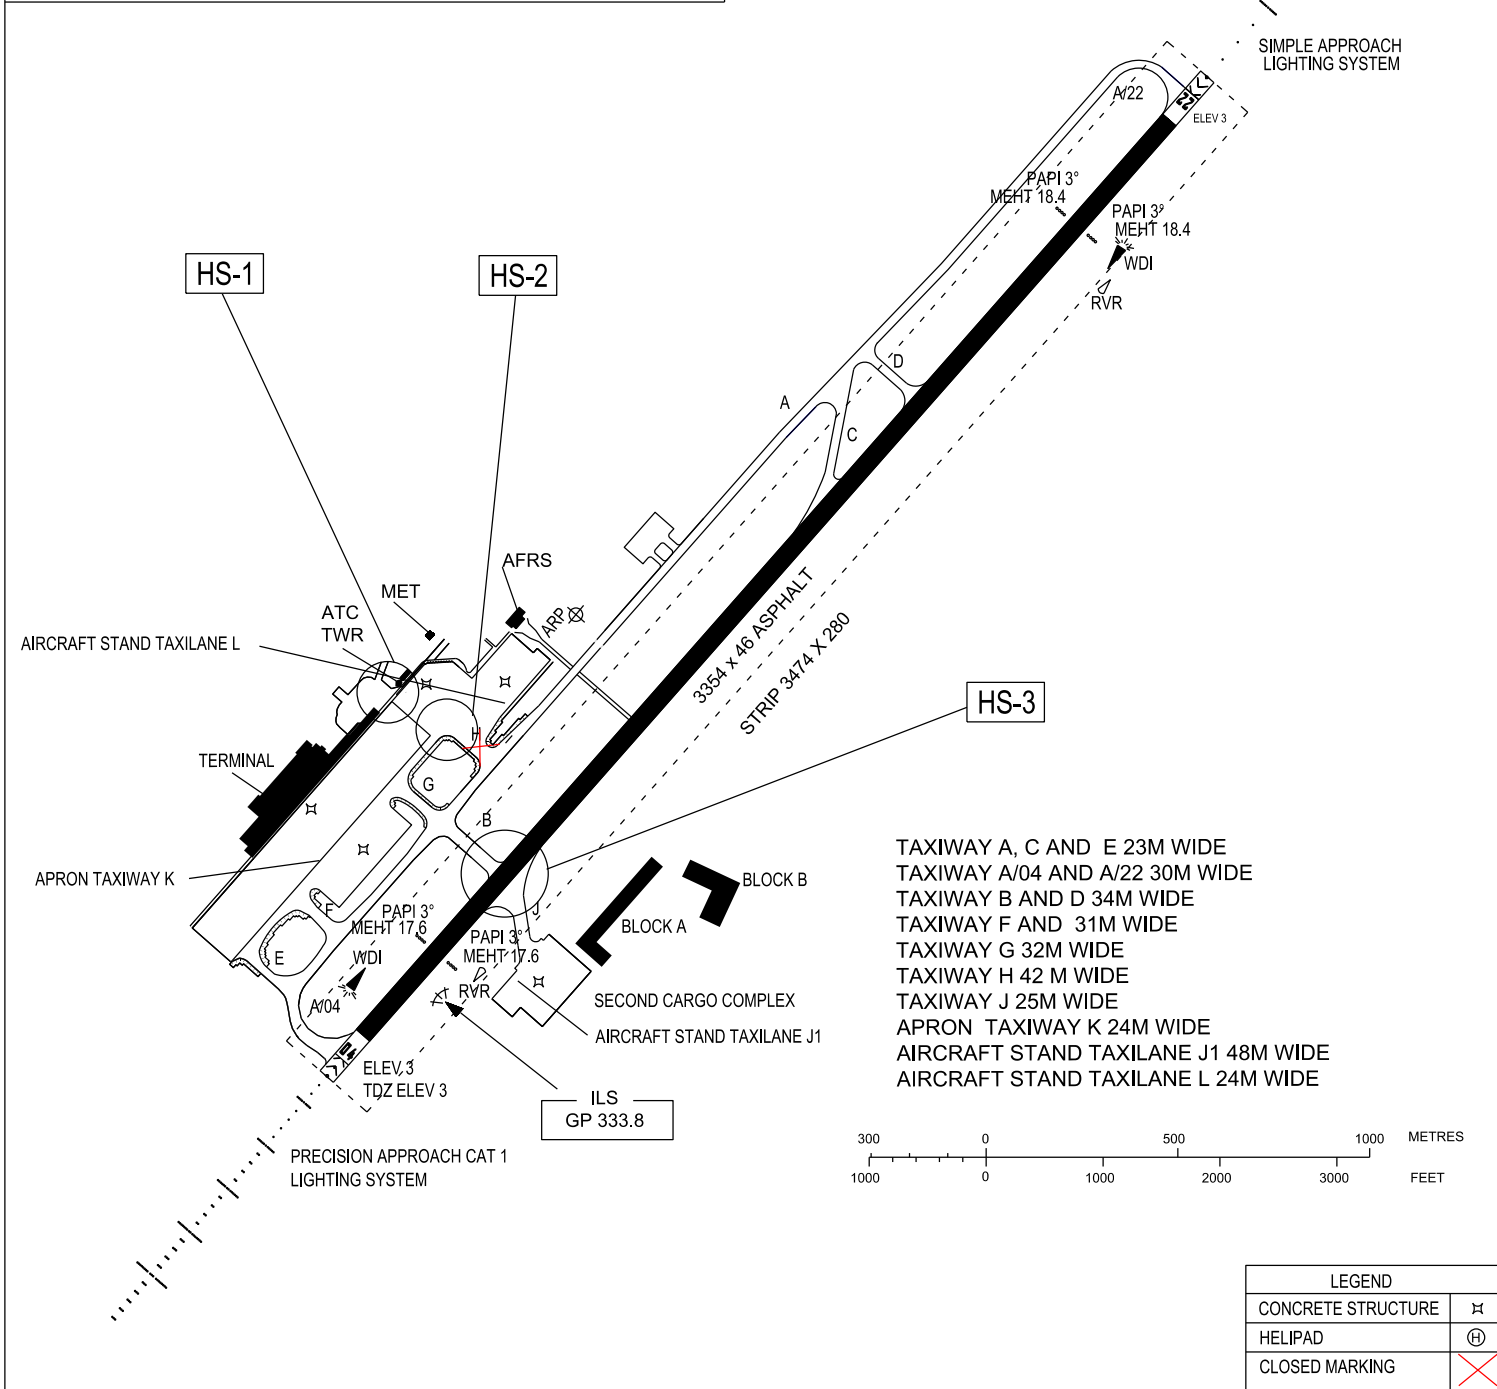 SIMPLE APPROACH
LIGHTING SYSTEM
A/22
22
ELEV 3
PAPI 3°
MEHT 18.4
PAPI 3°
MEHT 18.4
WDI
RVR
HS-1
HS-2
D
A
C
AFRS
MET
ARP
ATC
TWR
AIRCRAFT STAND TAXILANE L
3354 x 46 ASPHALT
STRIP 3474 X 280
HS-3
H
TERMINAL
G
B
APRON TAXIWAY K
BLOCK B
F
J
PAPI 3°
MEHT 17.6
BLOCK A
PAPI 3°
MEHT 17.6
E
WDI
RVR
SECOND CARGO COMPLEX
A/04
AIRCRAFT STAND TAXILANE J1
04
ELEV 3
TDZ ELEV 3
ILS
GP 333.8
PRECISION APPROACH CAT 1
LIGHTING SYSTEM
TAXIWAY A, C AND E 23M WIDE
TAXIWAY A/04 AND A/22 30M WIDE
TAXIWAY B AND D 34M WIDE
TAXIWAY F AND 31M WIDE
TAXIWAY G 32M WIDE
TAXIWAY H 42 M WIDE
TAXIWAY J 25M WIDE
APRON TAXIWAY K 24M WIDE
AIRCRAFT STAND TAXILANE J1 48M WIDE
AIRCRAFT STAND TAXILANE L 24M WIDE
300 0 500 1000 METRES
1000 0 1000 2000 3000 FEET
LEGEND
CONCRETE STRUCTURE
HELIPAD H
CLOSED MARKING